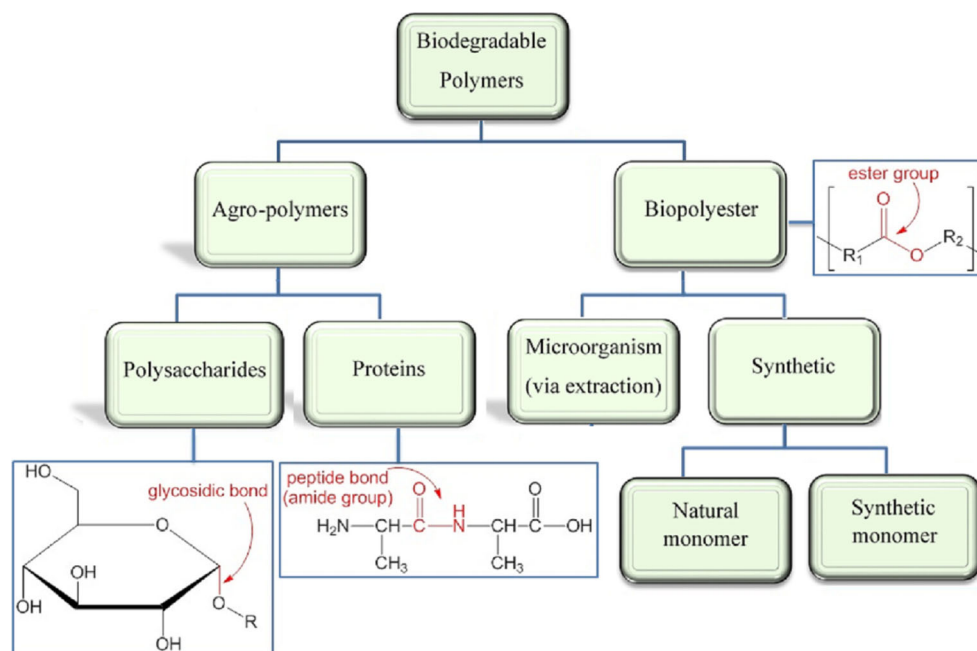 Biodegradable
Polymers
Agro-polymers
Biopolyester
ester group
O
R1
O
R2
Polysaccharides
Proteins
Microorganism
(via extraction)
Synthetic
HO
glycosidic bond
O
OH
OH
OH
O
R
peptide bond
(amide group)
O
H
O
H2N
CH
C
N
CH
C
OH
CH3
CH3
Natural
monomer
Synthetic
monomer